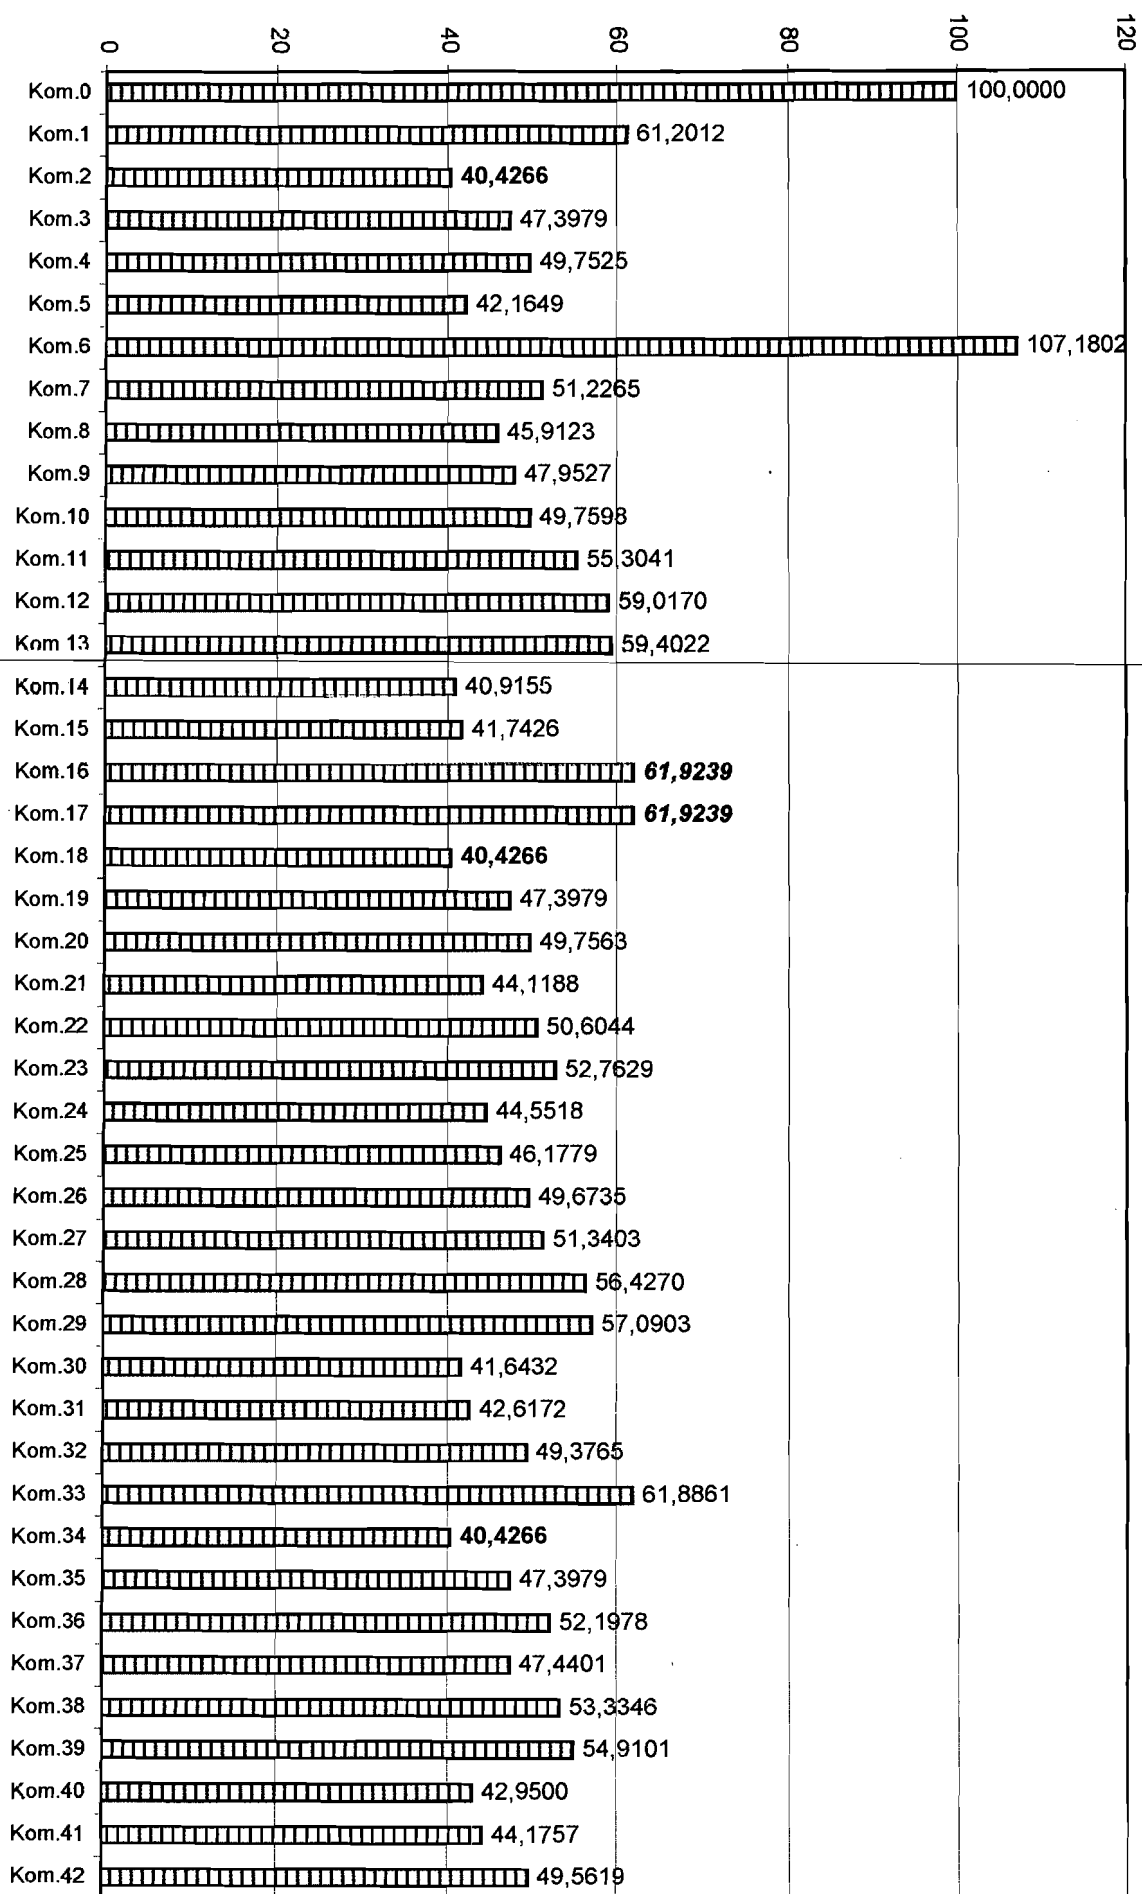 0 20 40 60 80 100 120
Kom.0 100,0000
Kom.1 61,2012
Kom.2 40,4266
Kom.3 47,3979
Kom.4 49,7525
Kom.5 42,1649
Kom.6 107,1802
Kom.7 51,2265
Kom.8 45,9123
Kom.9 47,9527
Kom.10 49,7598
Kom.11 55,3041
Kom.12 59,0170
Kom 13 59,4022
Kom.14 40,9155
Kom.15 41,7426
Kom.16 61,9239
Kom.17 61,9239
Kom.18 40,4266
Kom.19 47,3979
Kom.20 49,7563
Kom.21 44,1188
Kom.22 50,6044
Kom.23 52,7629
Kom.24 44,5518
Kom.25 46,1779
Kom.26 49,6735
Kom.27 51,3403
Kom.28 56,4270
Kom.29 57,0903
Kom.30 41,6432
Kom.31 42,6172
Kom.32 49,3765
Kom.33 61,8861
Kom.34 40,4266
Kom.35 47,3979
Kom.36 52,1978
Kom.37 47,4401
Kom.38 53,3346
Kom.39 54,9101
Kom.40 42,9500
Kom.41 44,1757
Kom.42 49,5619